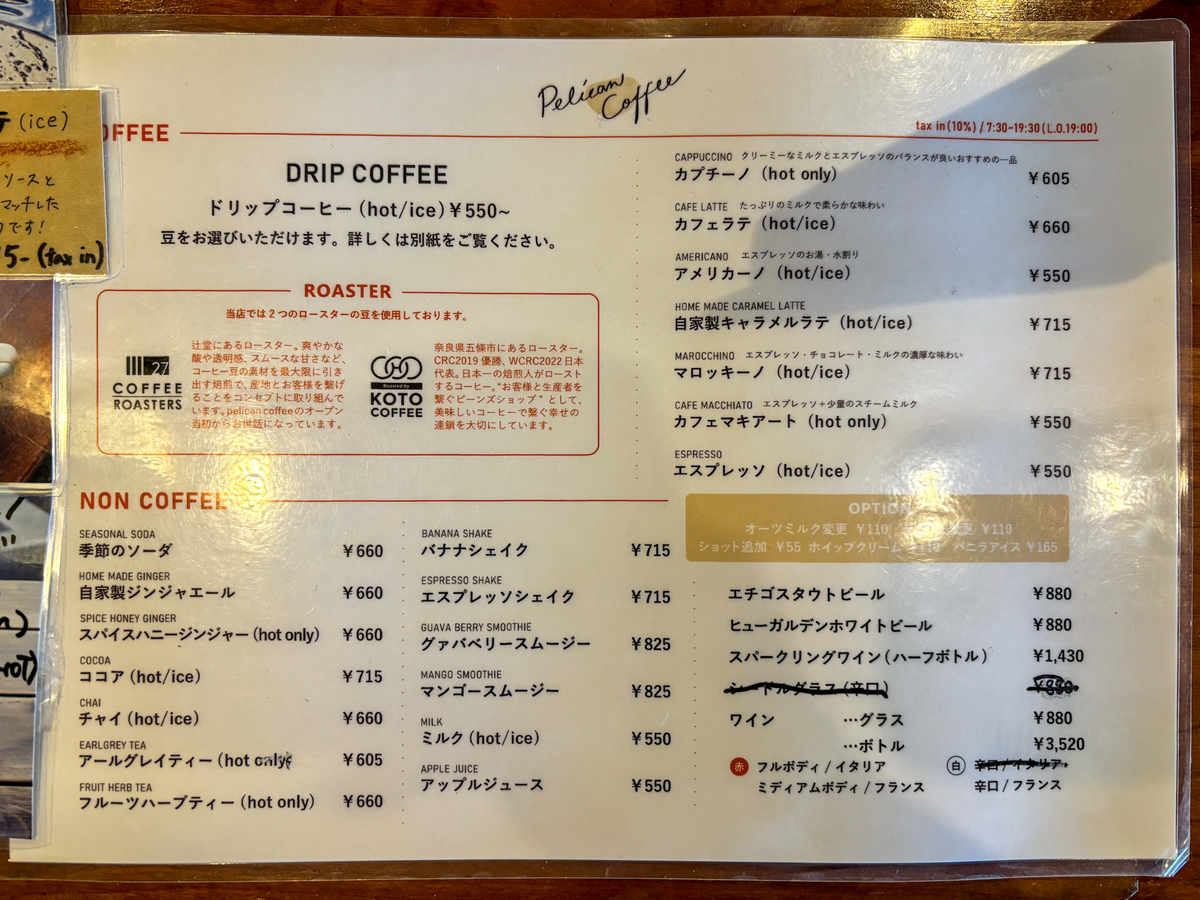 (ice)
ソースと
マッチした
です!
5-(tax in)
Pelican
Coffee
OFFEE
tax in(10%) / 7:30-19:30(L.O.19:00)
DRIP COFFEE
ドリップコーヒー(hot/ice)¥550~
豆をお選びいただけます。詳しくは別紙をご覧ください。
ROASTER
当店では2つのロースターの豆を使用しております。
27
COFFEE
ROASTERS
辻堂にあるロースター。爽やかな
酸や透明感、スムースな甘さなど、
コーヒー豆の素材を最大限に引き
出す焙煎で、産地とお客様を繋げ
ることをコンセプトに取り組んで
います。pelican coffeeのオープン
当初からお世話になっています。
Roasted by
KOTO
COFFEE
奈良県五條市にあるロースター。
CRC2019優勝、WCRC2022日本
代表。日本一の焙煎人がロースト
するコーヒー。"お客様と生産者を
繋ぐビーンズショップ"として、
美味しいコーヒーで繋ぐ幸せの
連鎖を大切にしています。
CAPPUCCINO クリーミーなミルクとエスプレッソのバランスが良いおすすめの一品
カプチーノ (hot only) ¥605
CAFE LATTE たっぷりのミルクで柔らかな味わい
カフェラテ (hot/ice) ¥660
AMERICANO エスプレッソのお湯・水割り
アメリカーノ (hot/ice) ¥550
HOME MADE CARAMEL LATTE
自家製キャラメルラテ (hot/ice) ¥715
MAROCCHINO エスプレッソ・チョコレート・ミルクの濃厚な味わい
マロッキーノ (hot/ice) ¥715
CAFE MACCHIATO エスプレッソ+少量のスチームミルク
カフェマキアート (hot only) ¥550
ESPRESSO
エスプレッソ (hot/ice) ¥550
OPTION
オーツミルク変更 ¥110 変更 ¥110
ショット追加 ¥55 ホイップクリーム ¥110 バニラアイス ¥165
NON COFFEE
SEASONAL SODA
季節のソーダ ¥660
HOME MADE GINGER
自家製ジンジャエール ¥660
SPICE HONEY GINGER
スパイスハニージンジャー(hot only) ¥660
COCOA
ココア(hot/ice) ¥715
CHAI
チャイ(hot/ice) ¥660
EARLGREY TEA
アールグレイティー(hot only) ¥605
FRUIT HERB TEA
フルーツハーブティー(hot only) ¥660
BANANA SHAKE
バナナシェイク ¥715
ESPRESSO SHAKE
エスプレッソシェイク ¥715
GUAVA BERRY SMOOTHIE
グァバベリースムージー ¥825
MANGO SMOOTHIE
マンゴースムージー ¥825
MILK
ミルク(hot/ice) ¥550
APPLE JUICE
アップルジュース ¥550
エチゴスタウトビール ¥880
ヒューガルデンホワイトビール ¥880
スパークリングワイン(ハーフボトル) ¥1,430
シードルグラス(辛口) ¥880
ワイン …グラス ¥880
…ボトル ¥3,520
赤 フルボディ / イタリア
ミディアムボディ / フランス
白 辛口 / イタリア
辛口 / フランス